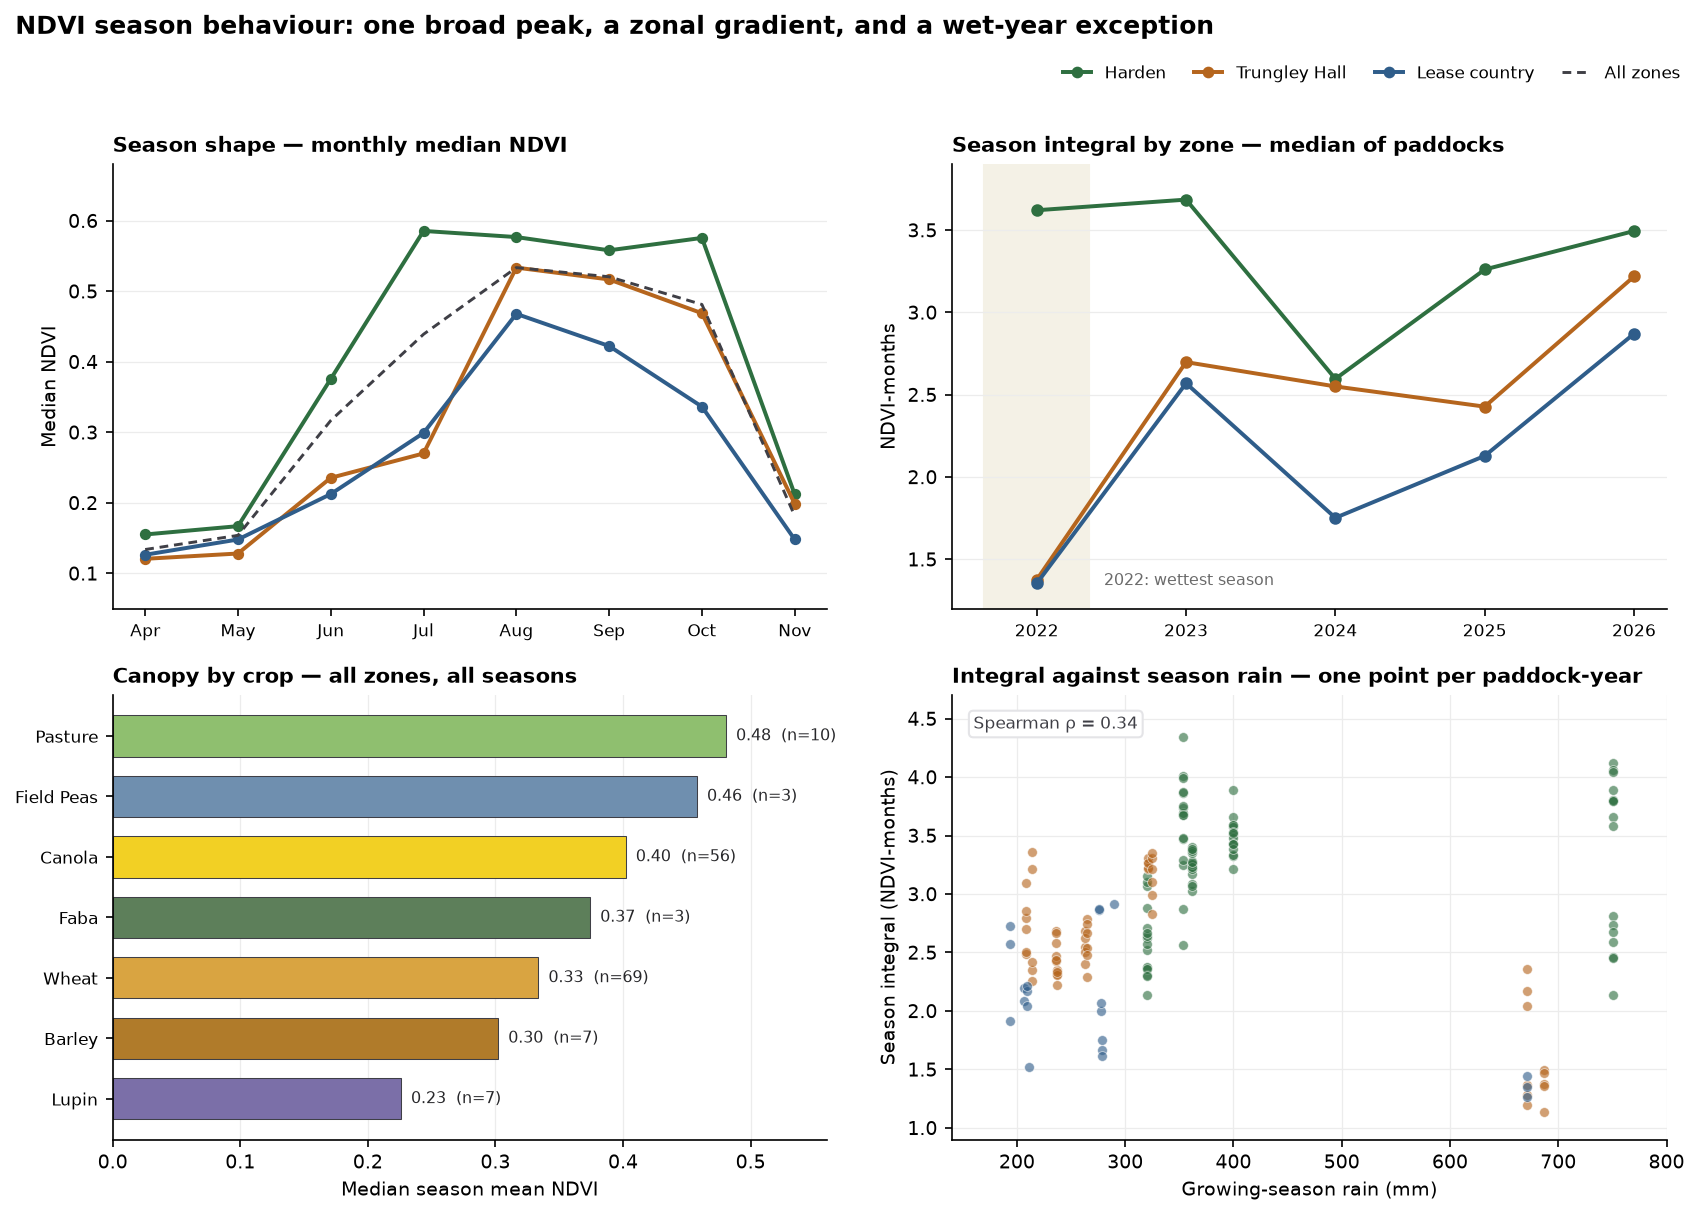 NDVI season behaviour: one broad peak, a zonal gradient, and a wet-year exception
Harden
Trungley Hall
Lease country
All zones
Season shape — monthly median NDVI
Median NDVI
0.6
0.5
0.4
0.3
0.2
0.1
Apr
May
Jun
Jul
Aug
Sep
Oct
Nov
Season integral by zone — median of paddocks
NDVI-months
3.5
3.0
2.5
2.0
1.5
2022: wettest season
2022
2023
2024
2025
2026
Canopy by crop — all zones, all seasons
Pasture
0.48 (n=10)
Field Peas
0.46 (n=3)
Canola
0.40 (n=56)
Faba
0.37 (n=3)
Wheat
0.33 (n=69)
Barley
0.30 (n=7)
Lupin
0.23 (n=7)
0.0
0.1
0.2
0.3
0.4
0.5
Median season mean NDVI
Integral against season rain — one point per paddock-year
Spearman ρ = 0.34
Season integral (NDVI-months)
4.5
4.0
3.5
3.0
2.5
2.0
1.5
1.0
200
300
400
500
600
700
800
Growing-season rain (mm)